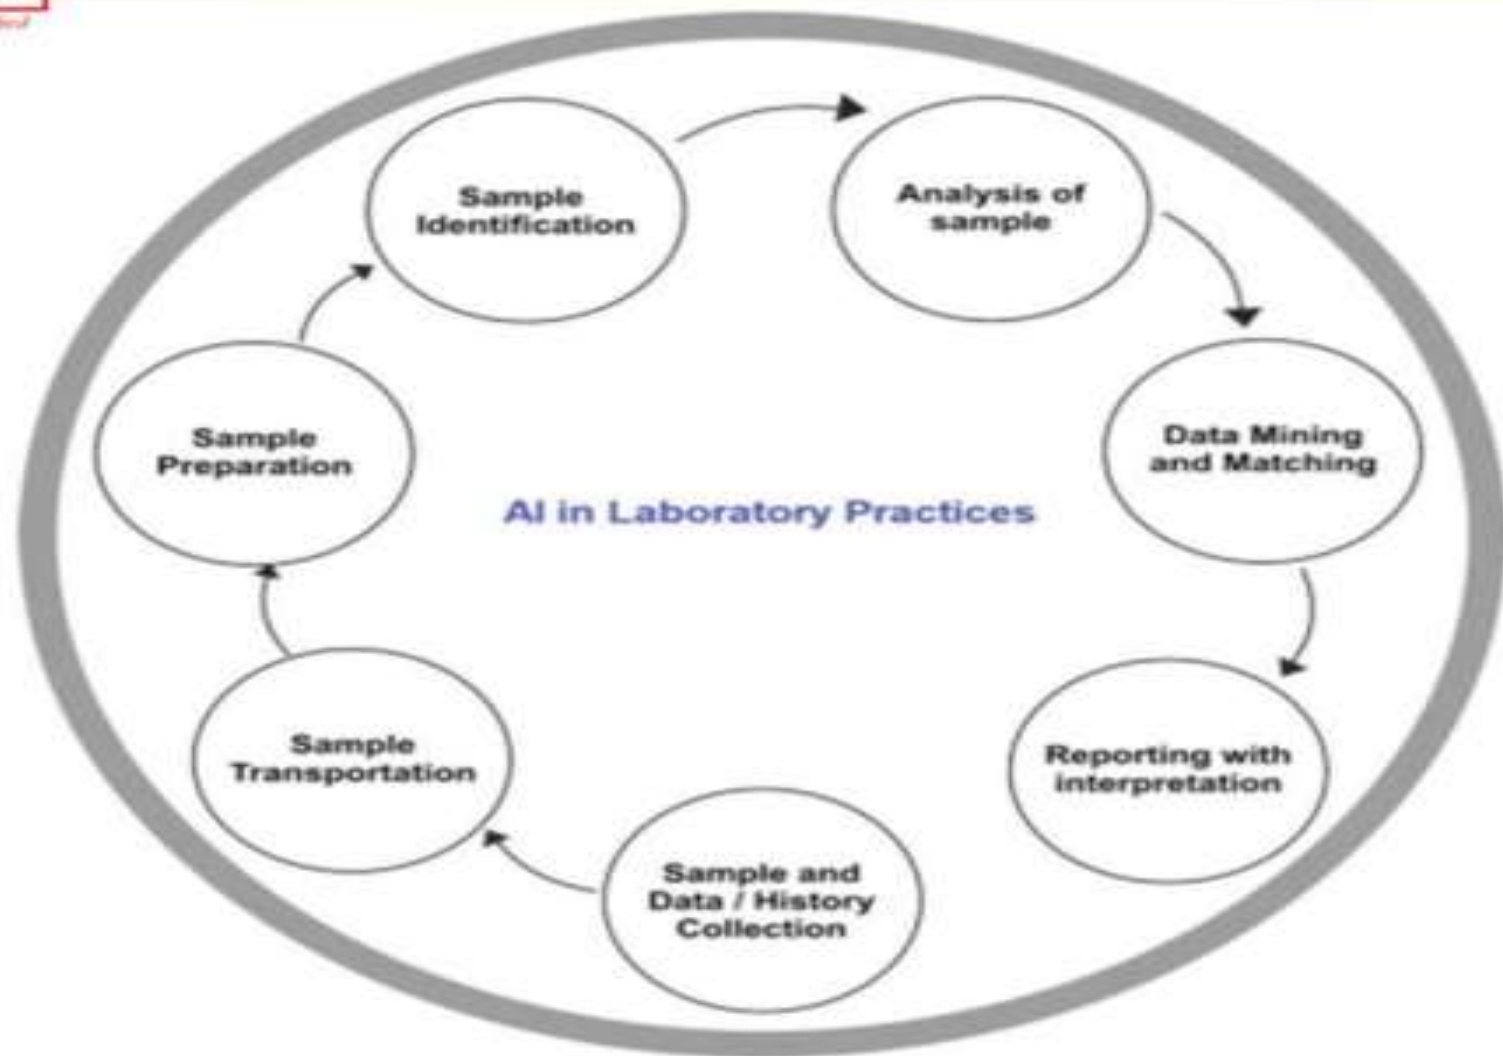 Sample
Identification
Analysis of
sample
Sample
Preparation
Data Mining
and Matching
AI in Laboratory Practices
Sample
Transportation
Reporting with
interpretation
Sample and
Data / History
Collection